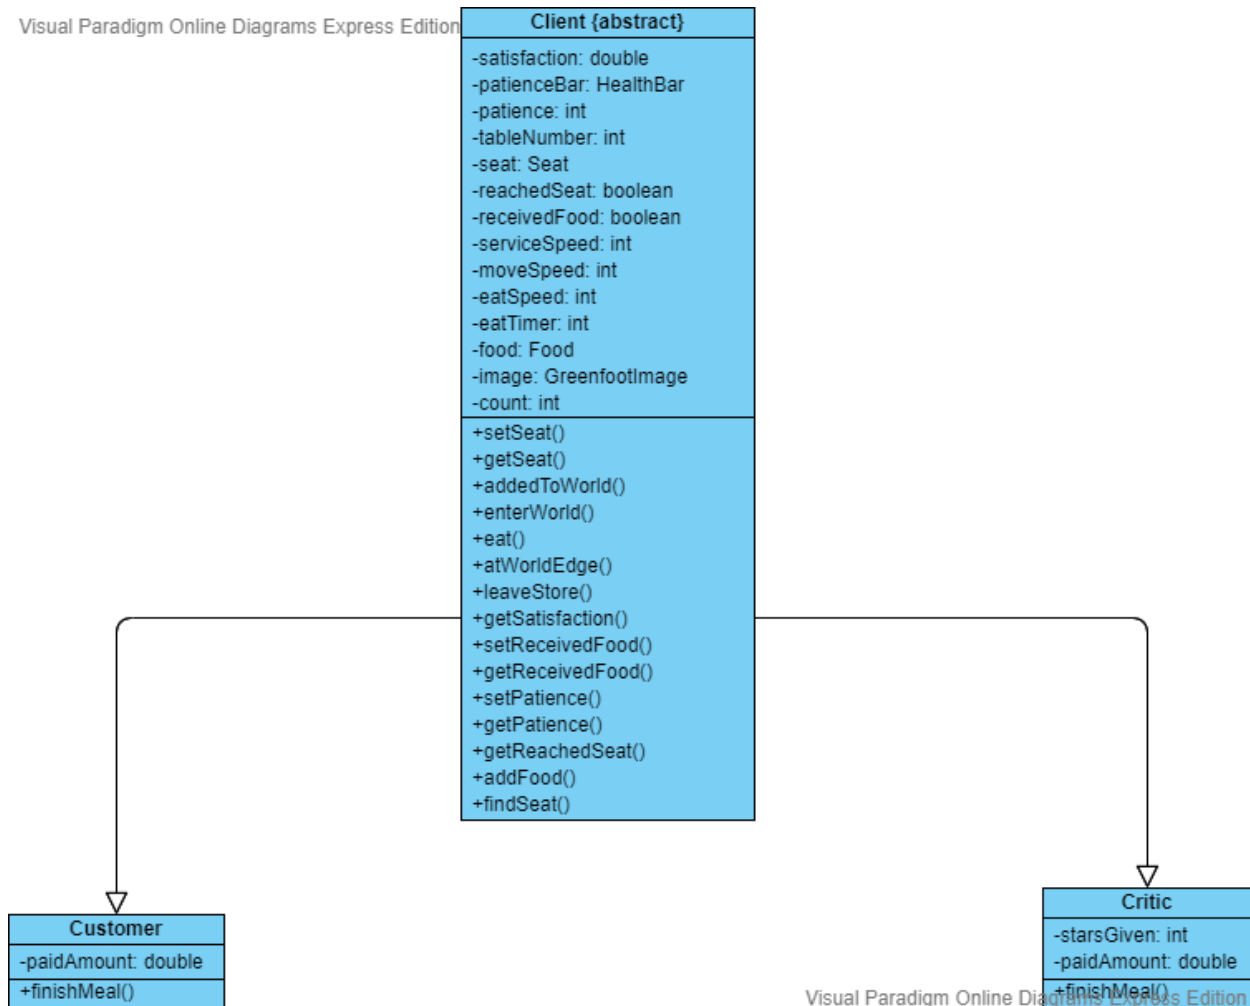 Visual Paradigm Online Diagrams Express Edition
Client {abstract}
-satisfaction: double
-patienceBar: HealthBar
-patience: int
-tableNumber: int
-seat: Seat
-reachedSeat: boolean
-receivedFood: boolean
-serviceSpeed: int
-moveSpeed: int
-eatSpeed: int
-eatTimer: int
-food: Food
-image: GreenfootImage
-count: int
+setSeat()
+getSeat()
+addedToWorld()
+enterWorld()
+eat()
+atWorldEdge()
+leaveStore()
+getSatisfaction()
+setReceivedFood()
+getReceivedFood()
+setPatience()
+getPatience()
+getReachedSeat()
+addFood()
+findSeat()
Customer
-paidAmount: double
+finishMeal()
Critic
-starsGiven: int
-paidAmount: double
+finishMeal()
Visual Paradigm Online Diagrams Express Edition